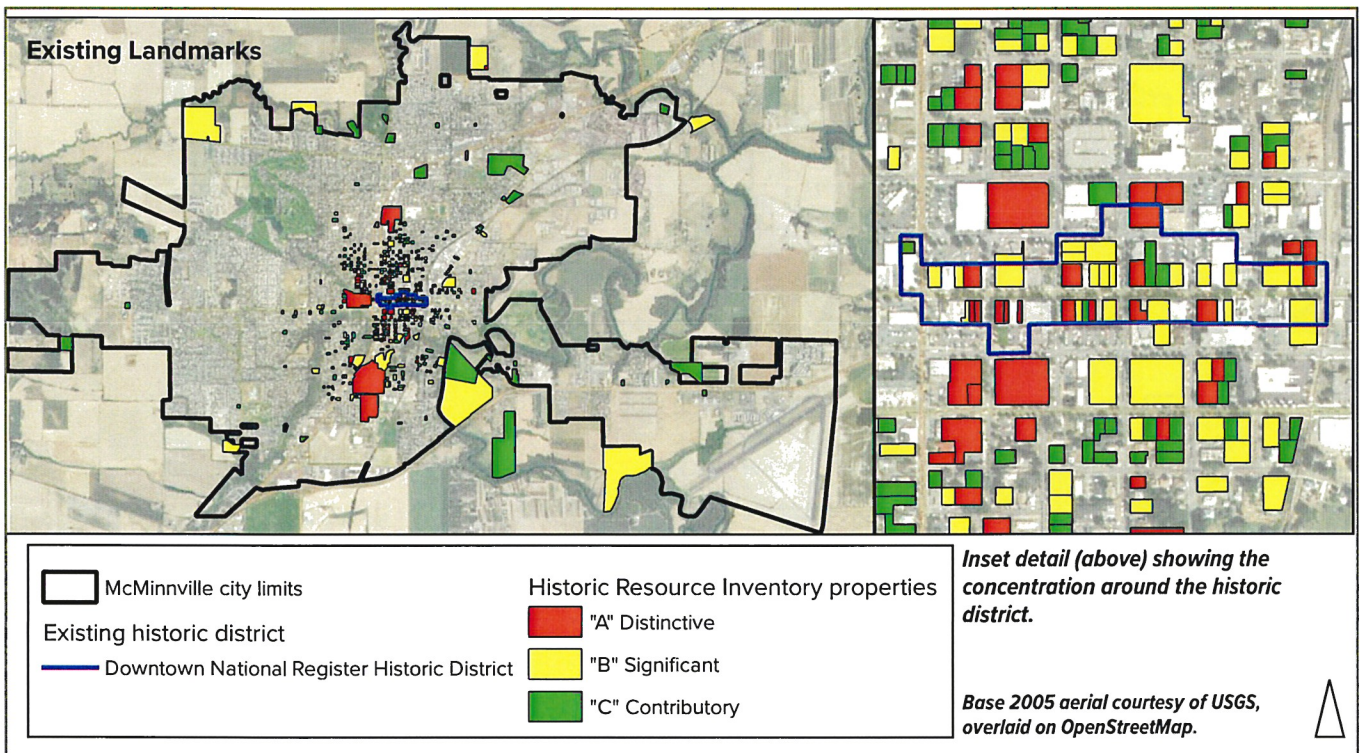 Existing Landmarks
McMinnville city limits
Existing historic district
Downtown National Register Historic District
Historic Resource Inventory properties
"A" Distinctive
"B" Significant
"C" Contributory
Inset detail (above) showing the
concentration around the historic
district.
Base 2005 aerial courtesy of USGS,
overlaid on OpenStreetMap.